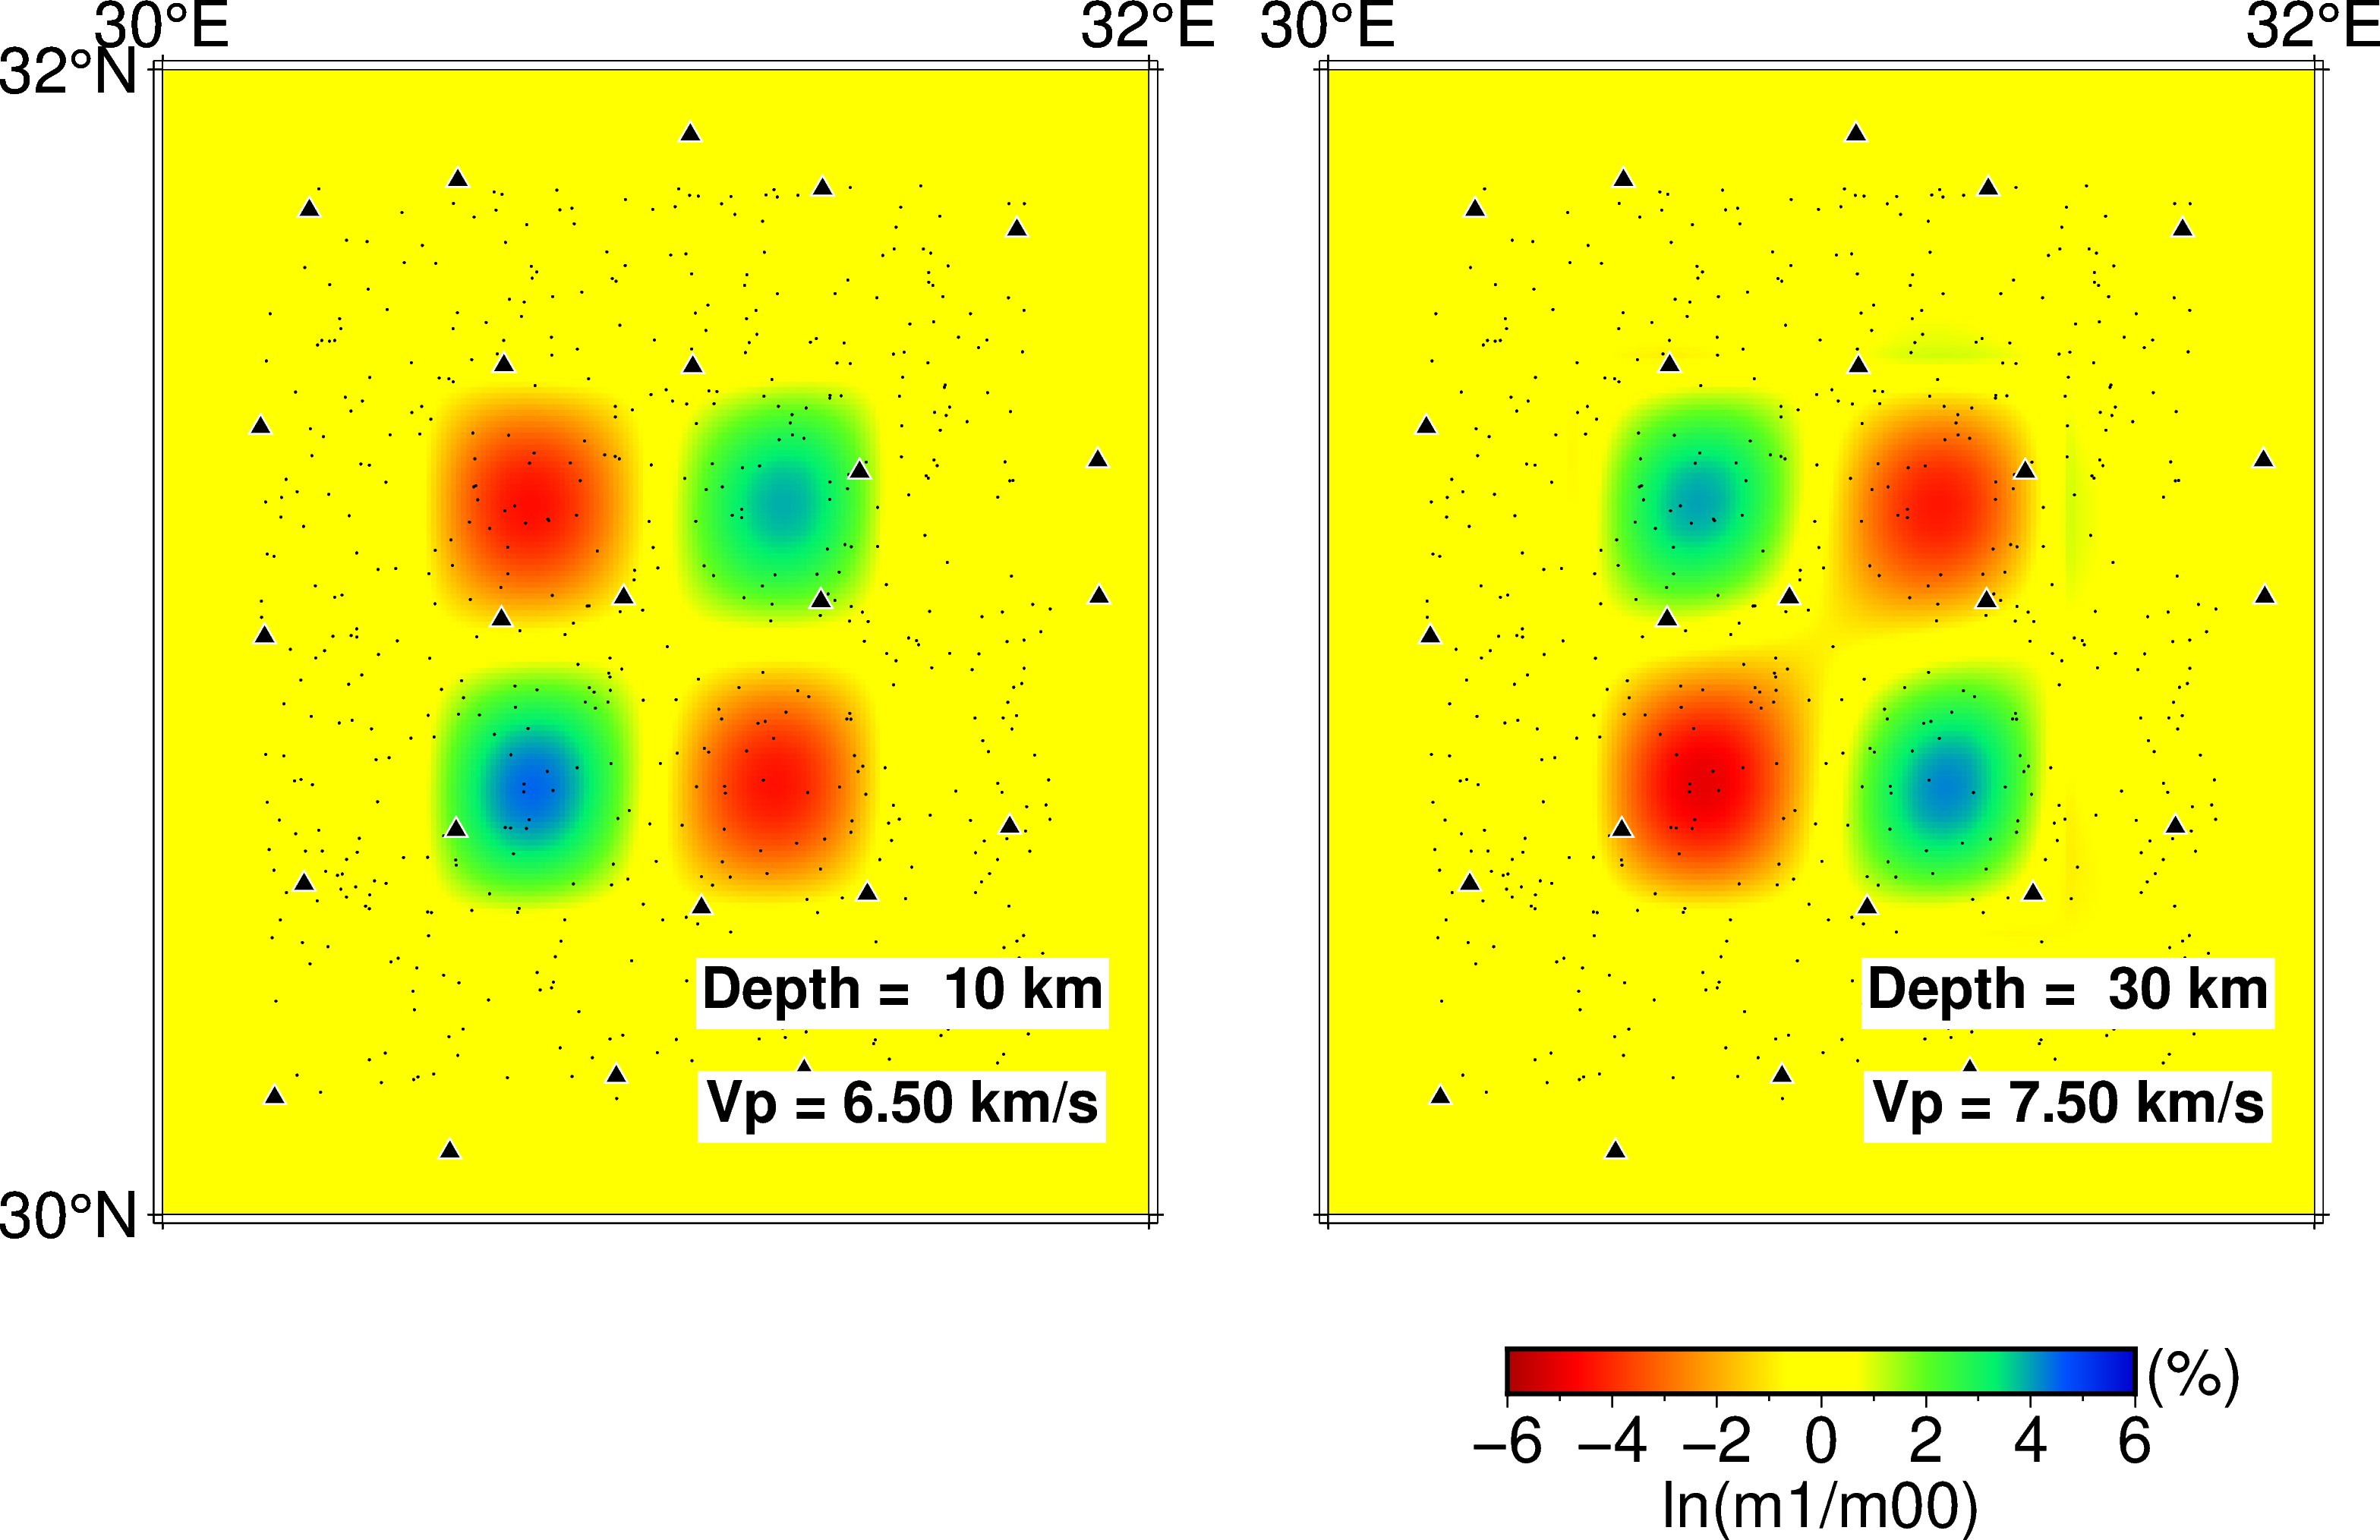 30°E 32°E 30°E 32°E
32°N
Depth = 10 km Depth = 30 km
Vp = 6.50 km/s Vp = 7.50 km/s
30°N
(%)
−6 −4 −2 0 2 4 6
ln(m1/m00)